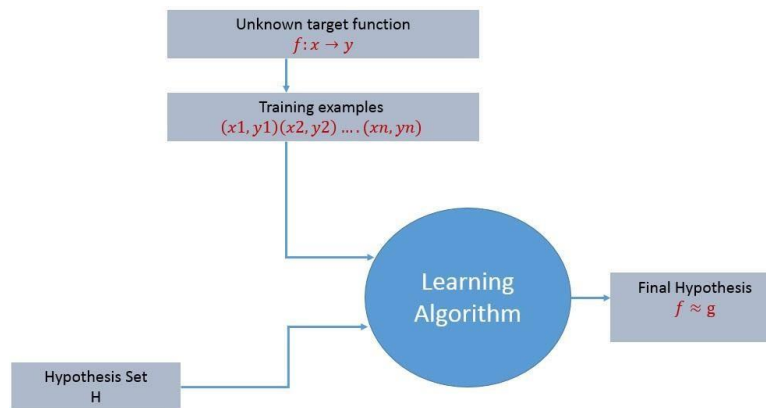 Unknown target function
f: x → y
Training examples
(x1, y1)(x2, y2) .... (xn, yn)
Learning
Algorithm
Final Hypothesis
f ≈ g
Hypothesis Set
H